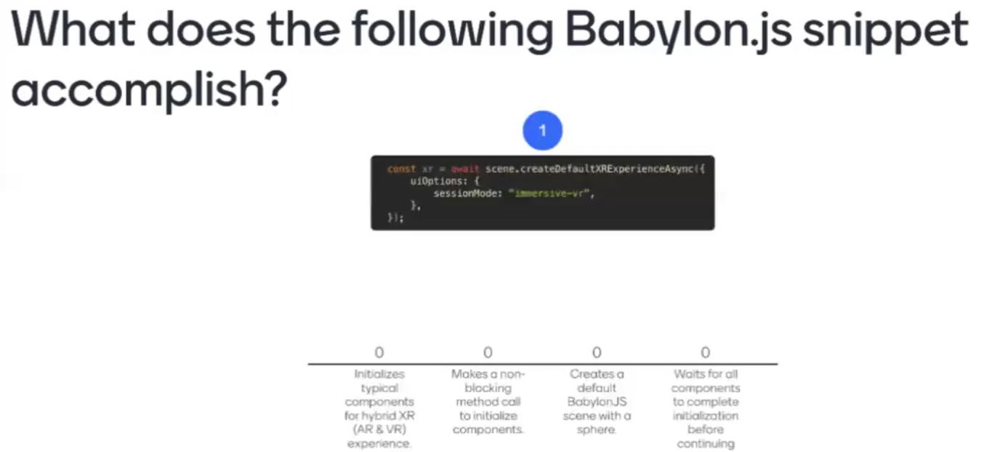 What does the following Babylon.js snippet
accomplish?
1
const xr = await scene.createDefaultXRExperienceAsync({
uiOptions: {
sessionMode: "immersive-vr",
},
});
0 0 0 0
Initializes
typical
components
for hybrid XR
(AR & VR)
experience.
Makes a non-
blocking
method call
to initialize
components.
Creates a
default
BabylonJS
scene with a
sphere.
Waits for all
components
to complete
initialization
before
continuing